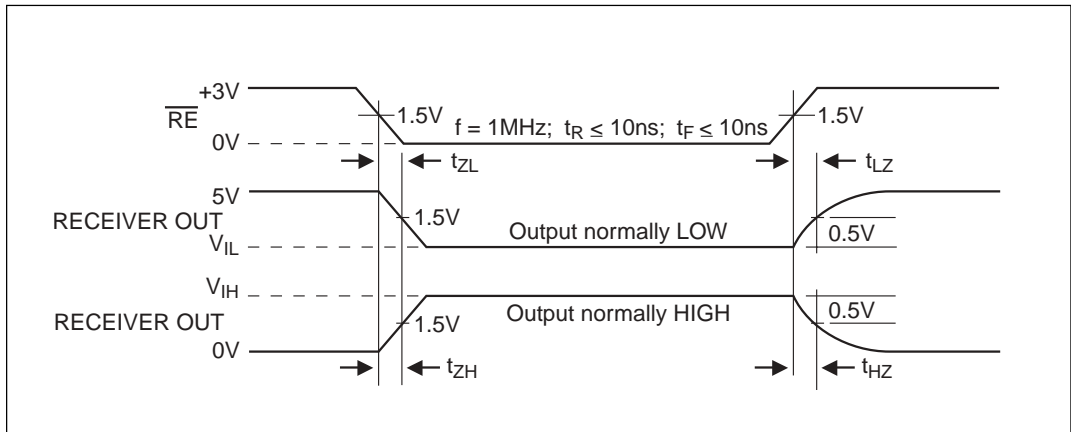 +3V
RE
1.5V
f = 1MHz; tR ≤ 10ns; tF ≤ 10ns
1.5V
0V
tZL
tLZ
5V
RECEIVER OUT
1.5V
Output normally LOW
0.5V
VIL
VIH
RECEIVER OUT
1.5V
Output normally HIGH
0.5V
0V
tZH
tHZ